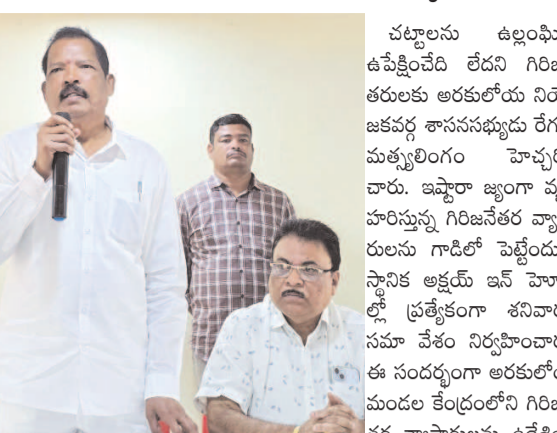 చట్టాలను ఉల్లంఘి
ఉపేక్షించేది లేదని గిరిజ
తరులకు అరకులోయ నియో
జకవర్గ శాసనసభ్యుడు రేగ
మత్స్యలింగం హెచ్చరి
చారు. ఇష్టారా జ్యంగా వ్య
హరిస్తున్న గిరిజనేతర వ్యా
రులను గాడిలో పెట్టేందు
స్థానిక అక్షయ్ ఇన్ హో
ల్లో ప్రత్యేకంగా శనివార
సమా వేశం నిర్వహించార
ఈ సందర్భంగా అరకులో
మండల కేంద్రంలోని గిరిజ